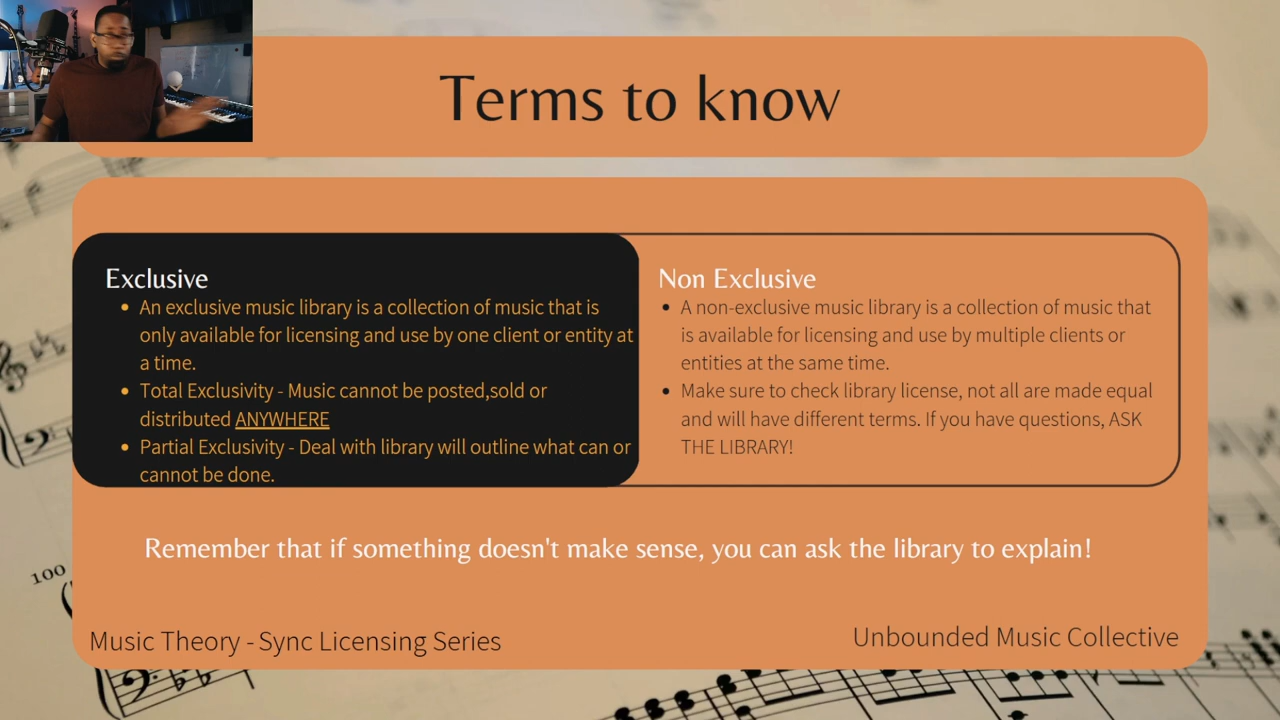 Terms to know
Exclusive
• An exclusive music library is a collection of music that is
only available for licensing and use by one client or entity at
a time.
• Total Exclusivity - Music cannot be posted,sold or
distributed ANYWHERE
• Partial Exclusivity - Deal with library will outline what can or
cannot be done.
Non Exclusive
• A non-exclusive music library is a collection of music that
is available for licensing and use by multiple clients or
entities at the same time.
• Make sure to check library license, not all are made equal
and will have different terms. If you have questions, ASK
THE LIBRARY!
Remember that if something doesn't make sense, you can ask the library to explain!
100
Music Theory - Sync Licensing Series
Unbounded Music Collective